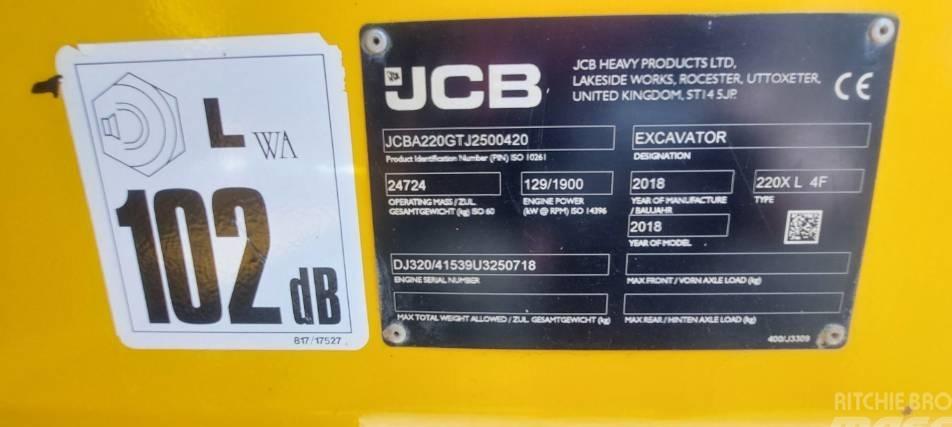 L WA
102 dB
817/17527
JCB
JCB HEAVY PRODUCTS LTD,
LAKESIDE WORKS, ROCESTER, UTTOXETER,
UNITED KINGDOM, ST14 5JP.
CE
JCBA220GTJ2500420
Product Identification Number (PIN) ISO 10261
EXCAVATOR
DESIGNATION
24724
OPERATING MASS / ZUL.
GESAMTGEWICHT (kg) ISO 60
129/1900
ENGINE POWER
(kW @ RPM) ISO 14396
2018
YEAR OF MANUFACTURE
/ BAUJAHR
220X L 4F
TYPE
2018
YEAR OF MODEL
DJ320/41539U3250718
ENGINE SERIAL NUMBER
MAX FRONT / VORN AXLE LOAD (kg)
MAX TOTAL WEIGHT ALLOWED / ZUL. GESAMTGEWICHT (kg)
MAX REAR / HINTEN AXLE LOAD (kg)
400/J3309
RITCHIE BRO